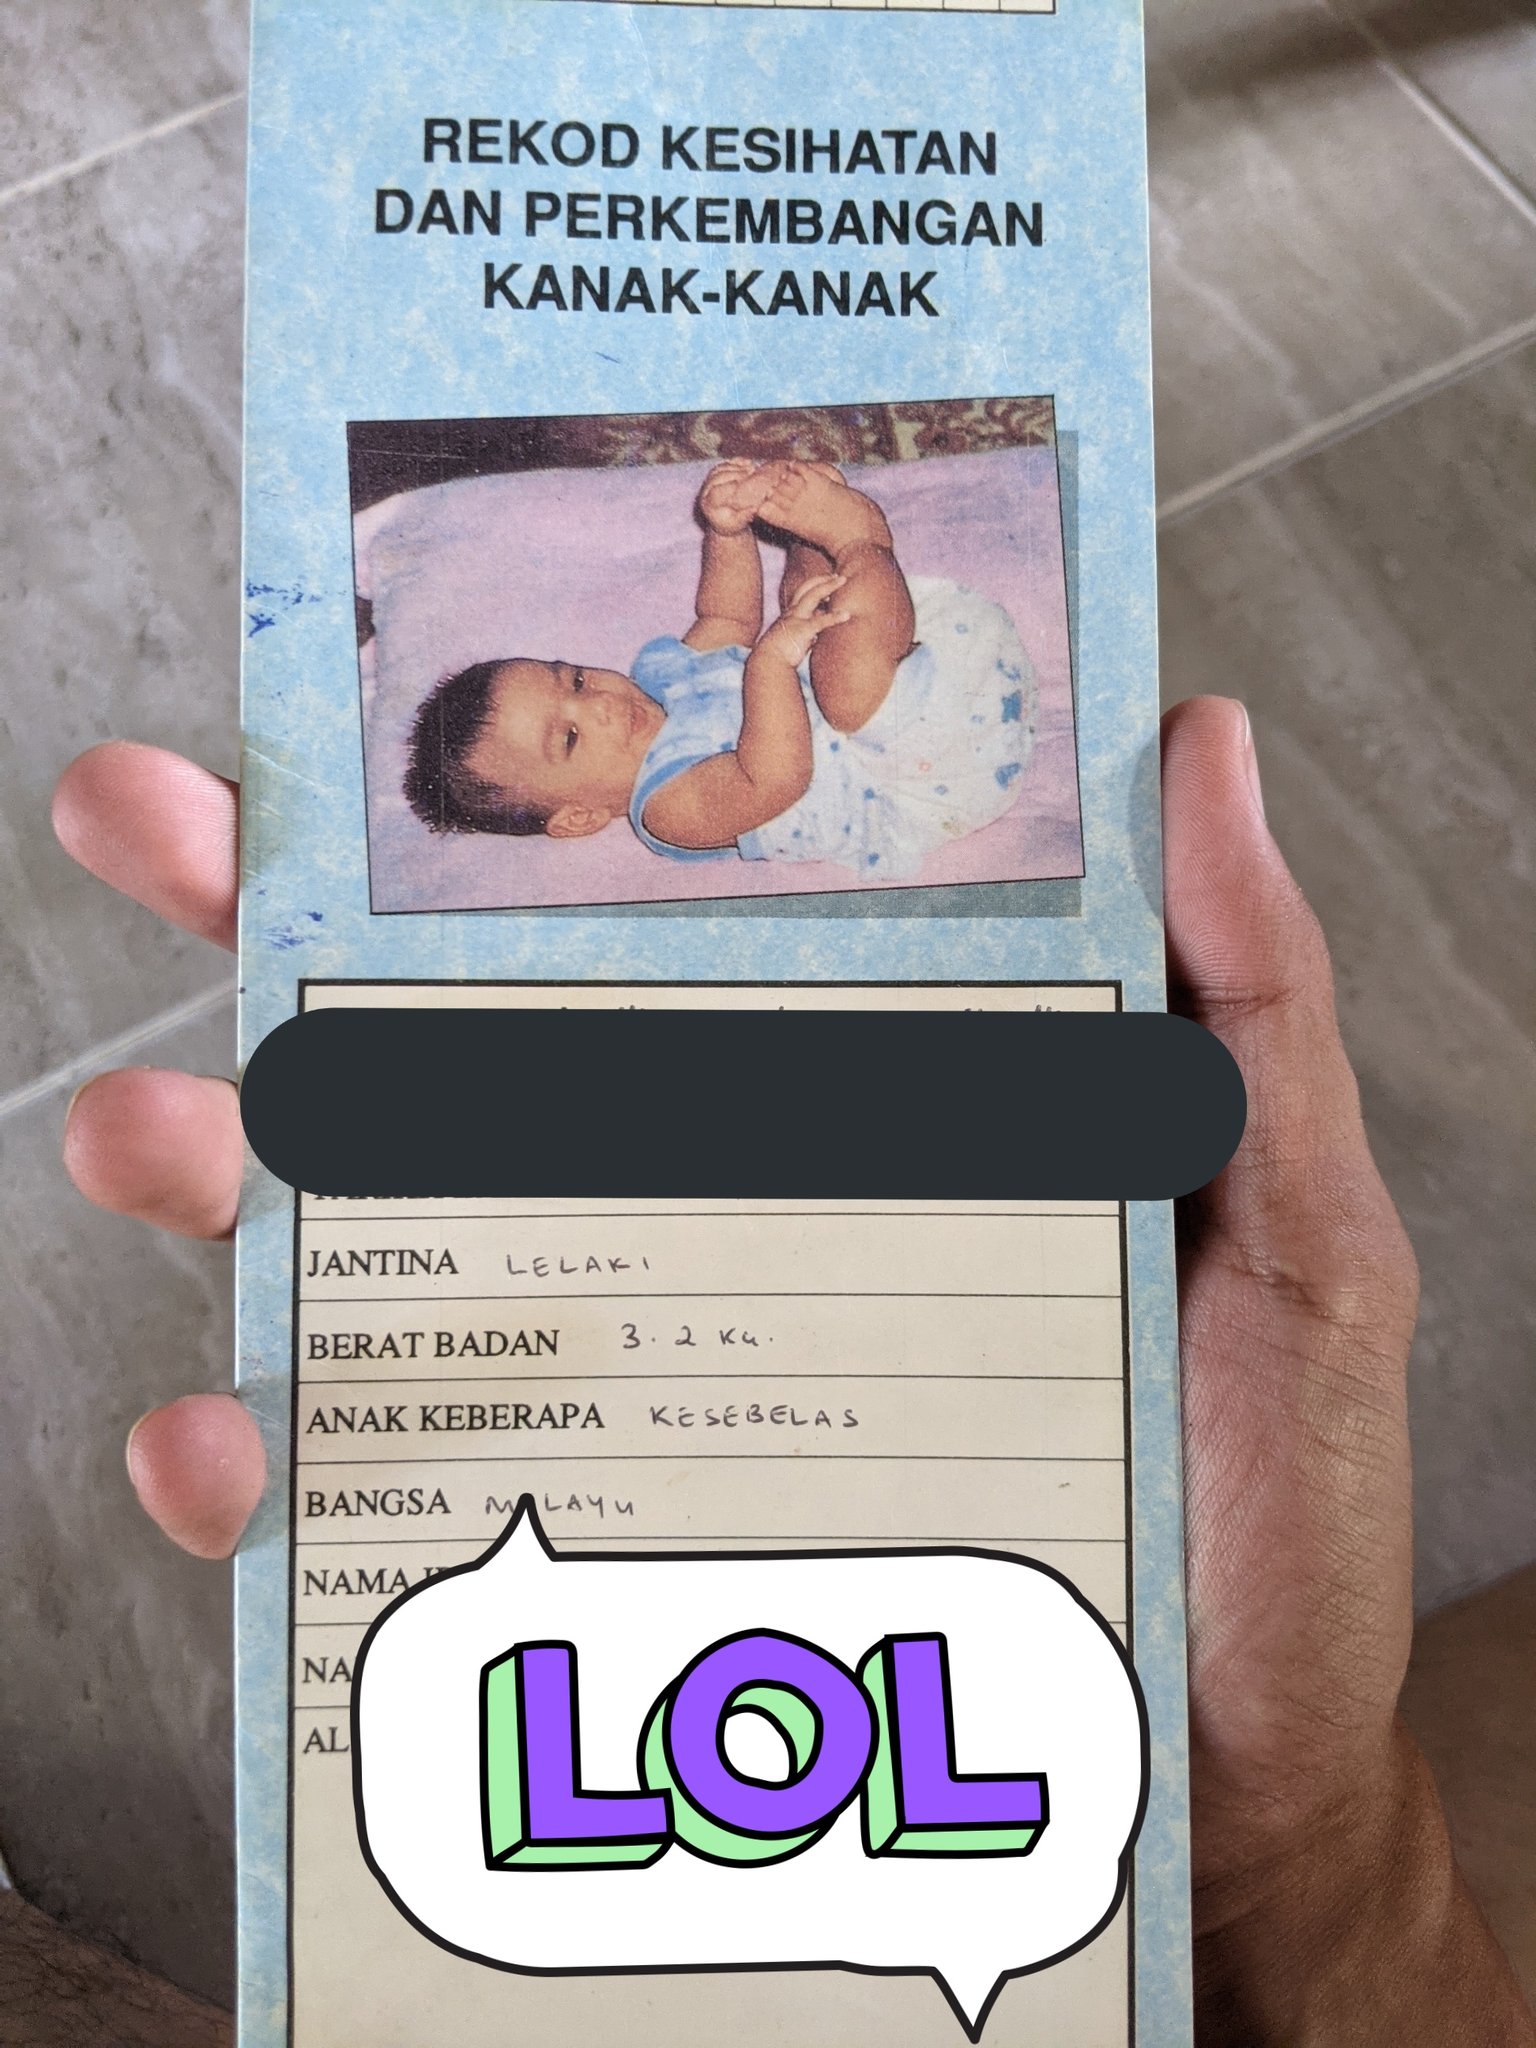 REKOD KESIHATAN
DAN PERKEMBANGAN
KANAK-KANAK
JANTINA LELAKI
BERAT BADAN 3.2 KG.
ANAK KEBERAPA KESEBELAS
BANGSA MELAYU
NAMA
LOL